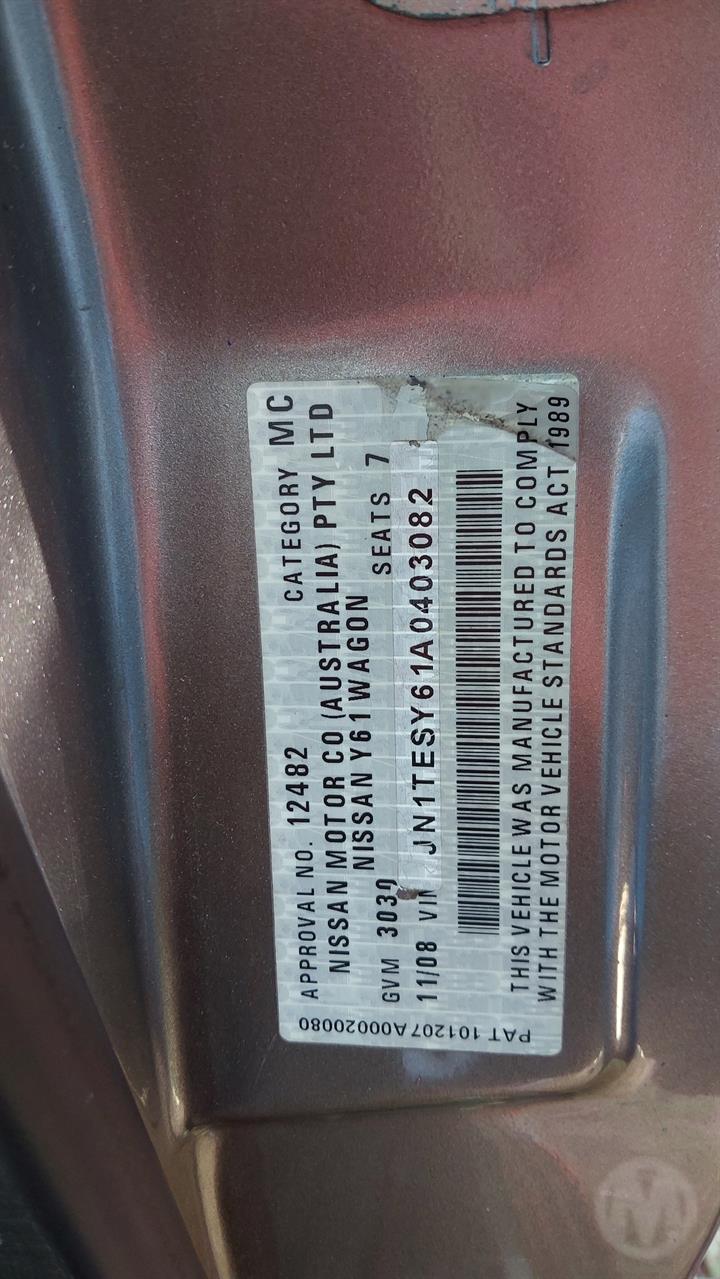 APPROVAL NO. 12482 CATEGORY MC
NISSAN MOTOR CO (AUSTRALIA) PTY LTD
NISSAN Y61 WAGON
GVM 3030 SEATS 7
11/08 VIN JN1TESY61A0403082
THIS VEHICLE WAS MANUFACTURED TO COMPLY
WITH THE MOTOR VEHICLE STANDARDS ACT 1989
PAT 101207A00020080
M